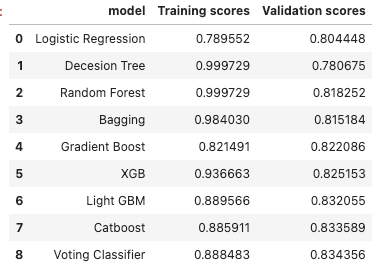 model Training scores Validation scores
0 Logistic Regression 0.789552 0.804448
1 Decesion Tree 0.999729 0.780675
2 Random Forest 0.999729 0.818252
3 Bagging 0.984030 0.815184
4 Gradient Boost 0.821491 0.822086
5 XGB 0.936663 0.825153
6 Light GBM 0.889566 0.832055
7 Catboost 0.885911 0.833589
8 Voting Classifier 0.888483 0.834356